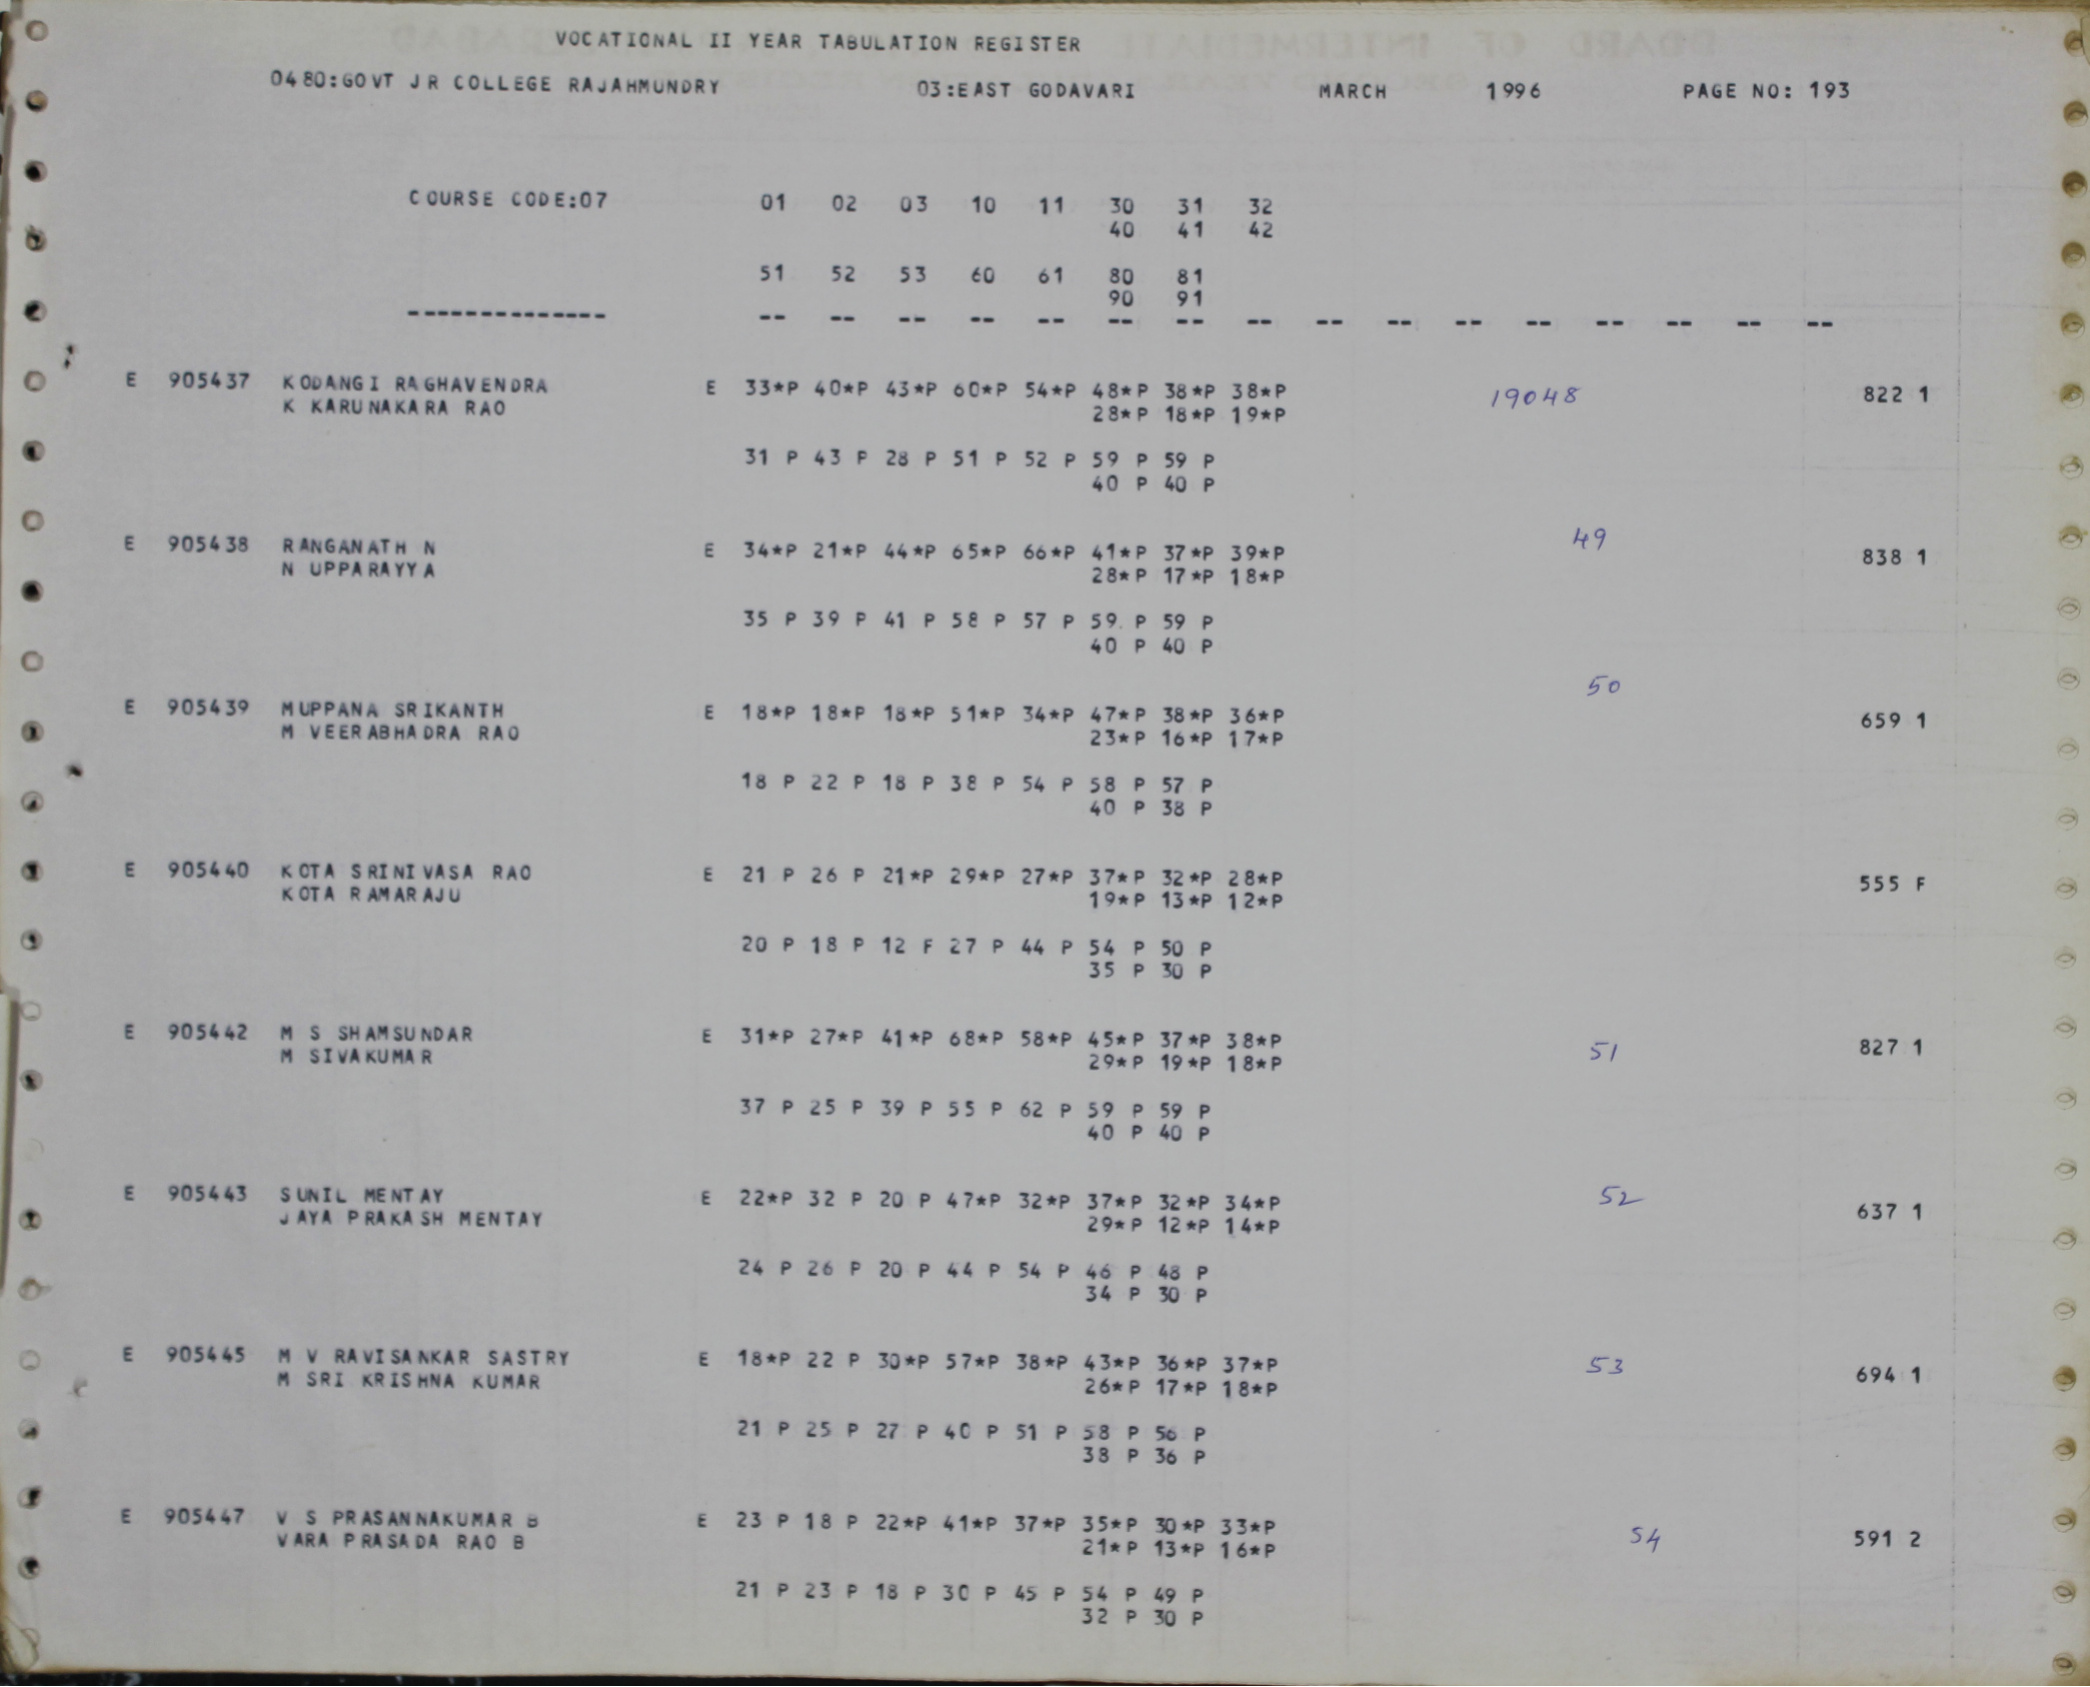 VOCATIONAL II YEAR TABULATION REGISTER
0480:GOVT JR COLLEGE RAJAHMUNDRY 03:EAST GODAVARI MARCH 1996 PAGE NO: 193
COURSE CODE:07 01 02 03 10 11 30 31 32
40 41 42
51 52 53 60 61 80 81
90 91
-------------- -- -- -- -- -- -- -- -- -- -- -- -- -- -- -- --
E 905437 KODANGI RAGHAVENDRA E 33*P 40*P 43*P 60*P 54*P 48*P 38*P 38*P 19048 822 1
K KARUNAKARA RAO 28*P 18*P 19*P
31 P 43 P 28 P 51 P 52 P 59 P 59 P
40 P 40 P
E 905438 RANGANATH N E 34*P 21*P 44*P 65*P 66*P 41*P 37*P 39*P 49 838 1
N UPPARAYYA 28*P 17*P 18*P
35 P 39 P 41 P 58 P 57 P 59 P 59 P
40 P 40 P
50
E 905439 MUPPANA SRIKANTH E 18*P 18*P 18*P 51*P 34*P 47*P 38*P 36*P 659 1
M VEERABHADRA RAO 23*P 16*P 17*P
18 P 22 P 18 P 38 P 54 P 58 P 57 P
40 P 38 P
E 905440 KOTA SRINIVASA RAO E 21 P 26 P 21*P 29*P 27*P 37*P 32*P 28*P 555 F
KOTA RAMARAJU 19*P 13*P 12*P
20 P 18 P 12 F 27 P 44 P 54 P 50 P
35 P 30 P
E 905442 M S SHAMSUNDAR E 31*P 27*P 41*P 68*P 58*P 45*P 37*P 38*P 51 827 1
M SIVAKUMAR 29*P 19*P 18*P
37 P 25 P 39 P 55 P 62 P 59 P 59 P
40 P 40 P
E 905443 SUNIL MENTAY E 22*P 32 P 20 P 47*P 32*P 37*P 32*P 34*P 52 637 1
JAYA PRAKASH MENTAY 29*P 12*P 14*P
24 P 26 P 20 P 44 P 54 P 46 P 48 P
34 P 30 P
E 905445 M V RAVISANKAR SASTRY E 18*P 22 P 30*P 57*P 38*P 43*P 36*P 37*P 53 694 1
M SRI KRISHNA KUMAR 26*P 17*P 18*P
21 P 25 P 27 P 40 P 51 P 58 P 56 P
38 P 36 P
E 905447 V S PRASANNAKUMAR B E 23 P 18 P 22*P 41*P 37*P 35*P 30*P 33*P 54 591 2
VARA PRASADA RAO B 21*P 13*P 16*P
21 P 23 P 18 P 30 P 45 P 54 P 49 P
32 P 30 P